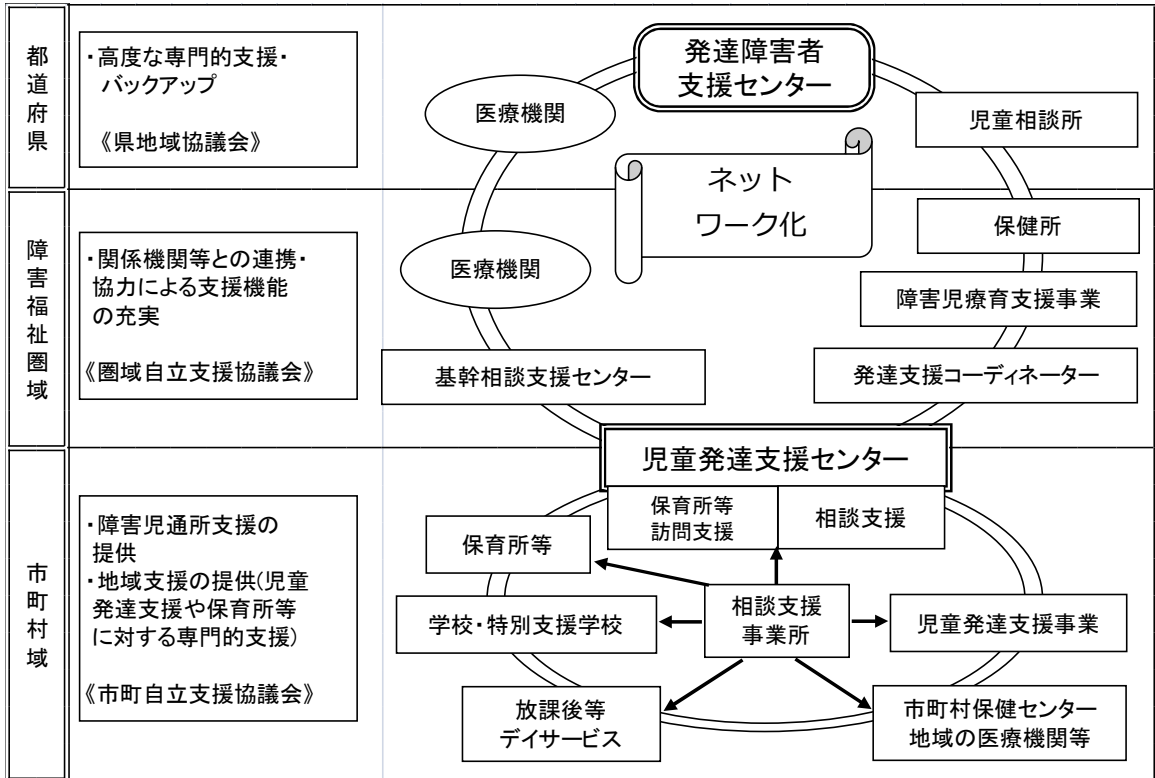 都道府県
・高度な専門的支援・
バックアップ
《県地域協議会》
発達障害者
支援センター
医療機関
児童相談所
ネット
ワーク化
障害福祉圏域
・関係機関等との連携・
協力による支援機能
の充実
《圏域自立支援協議会》
保健所
医療機関
障害児療育支援事業
基幹相談支援センター
発達支援コーディネーター
市町村域
・障害児通所支援の
提供
・地域支援の提供(児童
発達支援や保育所等
に対する専門的支援)
《市町自立支援協議会》
児童発達支援センター
保育所等
訪問支援
相談支援
保育所等
学校・特別支援学校
相談支援
事業所
児童発達支援事業
放課後等
デイサービス
市町村保健センター
地域の医療機関等